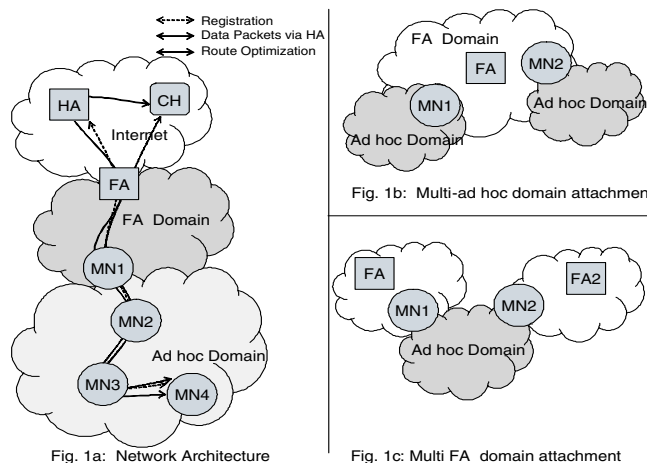 Registration
Data Packets via HA
Route Optimization
HA
CH
Internet
FA
FA Domain
MN1
MN2
Ad hoc Domain
MN3
MN4
Fig. 1a: Network Architecture
FA Domain
FA
MN2
MN1
Ad hoc Domain
Ad hoc Domain
Fig. 1b: Multi-ad hoc domain attachmen
FA
FA2
MN1
MN2
Ad hoc Domain
Fig. 1c: Multi FA domain attachment